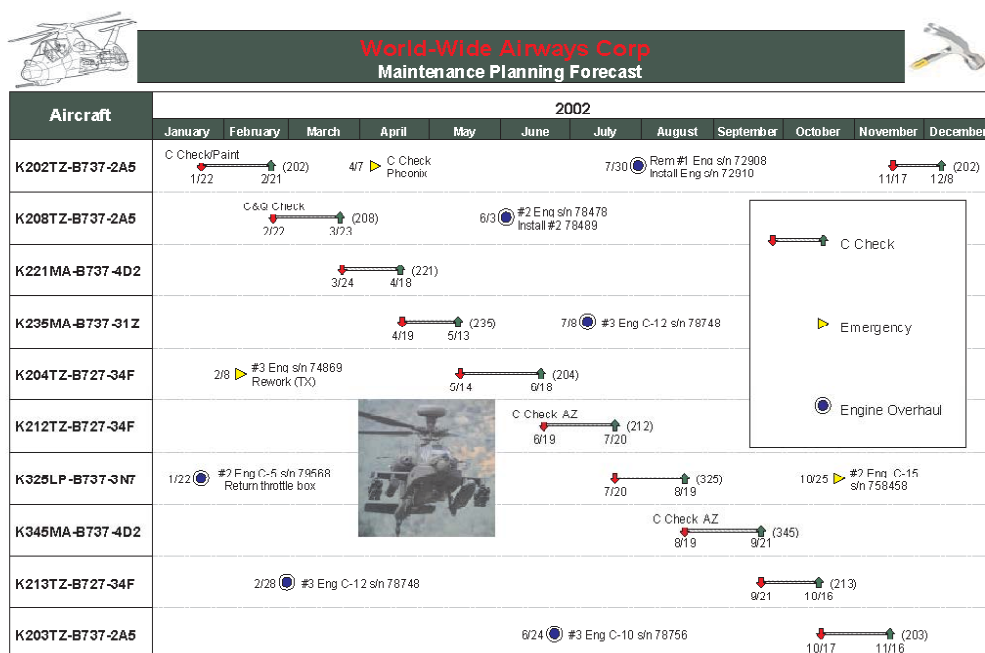 World-Wide Airways Corp
Maintenance Planning Forecast
Aircraft
2002
January February March April May June July August September October November December
K202TZ-B737-2A5
C Check/Paint
1/22 2/21 (202)
4/7 C Check
Pheonix
7/30 Rem #1 Eng s/n 72908
Install Eng s/n 72910
11/17 12/8 (202)
K208TZ-B737-2A5
C&Q Check
2/22 3/23 (208)
6/3 #2 Eng s/n 78478
Install #2 78489
K221MA-B737-4D2
3/24 4/18 (221)
K235MA-B737-31Z
4/19 5/13 (235)
7/8 #3 Eng C-12 s/n 78748
K204TZ-B727-34F
2/8 #3 Eng s/n 74869
Rework (TX)
5/14 6/18 (204)
K212TZ-B727-34F
C Check AZ
6/19 7/20 (212)
K325LP-B737-3N7
1/22 #2 Eng C-5 s/n 79568
Return throttle box
7/20 8/19 (325)
10/25 #2 Eng. C-15
s/n 758458
K345MA-B737-4D2
C Check AZ
8/19 9/21 (345)
K213TZ-B727-34F
2/28 #3 Eng C-12 s/n 78748
9/21 10/16 (213)
K203TZ-B737-2A5
6/24 #3 Eng C-10 s/n 78756
10/17 11/16 (203)
C Check
Emergency
Engine Overhaul